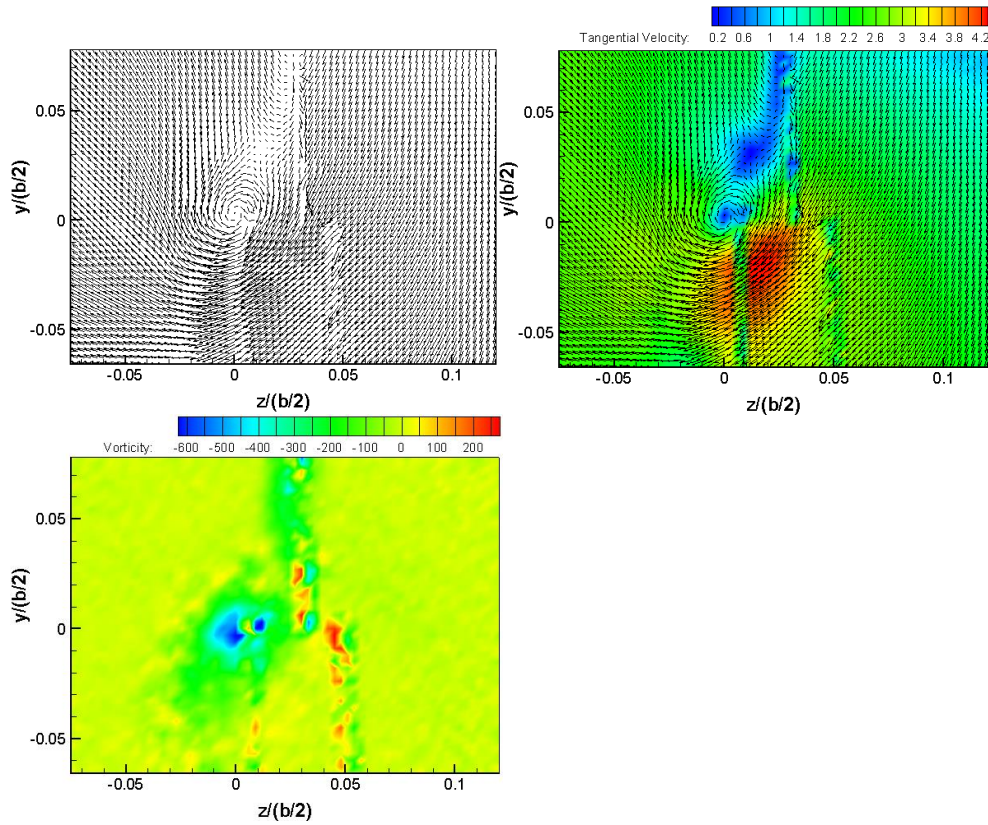 Tangential Velocity: 0.2 0.6 1 1.4 1.8 2.2 2.6 3 3.4 3.8 4.2
0.05
0
-0.05
y/(b/2)
-0.05 0 0.05 0.1
z/(b/2)
0.05
0
-0.05
y/(b/2)
-0.05 0 0.05 0.1
z/(b/2)
Vorticity: -600 -500 -400 -300 -200 -100 0 100 200
0.05
0
-0.05
y/(b/2)
-0.05 0 0.05 0.1
z/(b/2)